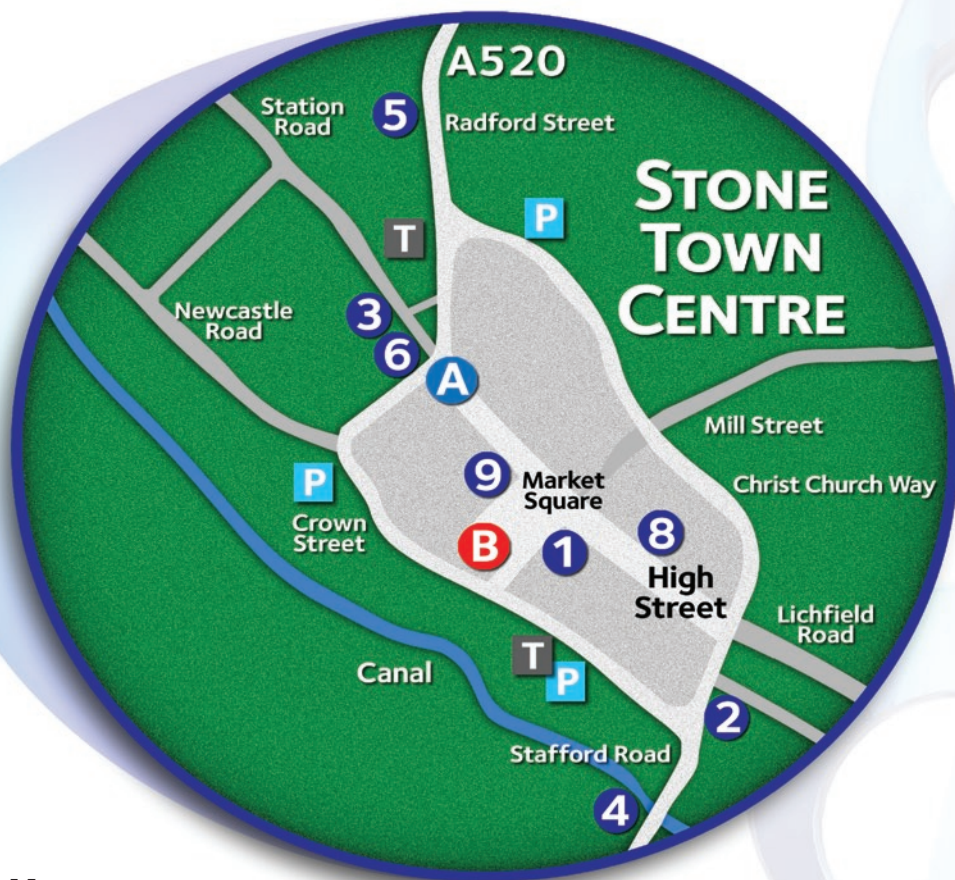 A520
Station
Road
5
Radford Street
STONE
TOWN
CENTRE
P
T
Newcastle
Road
3
6
A
Mill Street
9
Market
Square
Christ Church Way
P
Crown
Street
B
1
8
High
Street
Lichfield
Road
T
P
Canal
2
Stafford Road
4